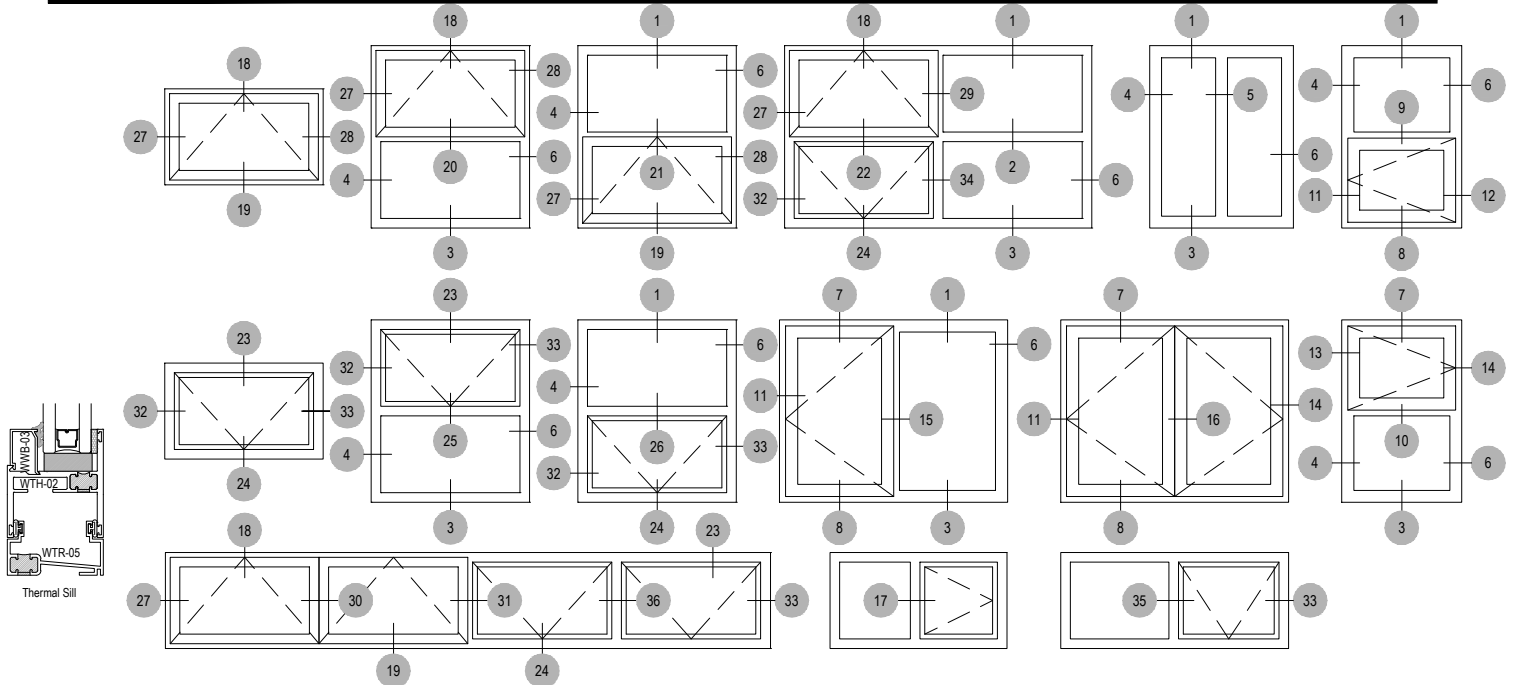 18 1 18 1 1 1
18
6 28 6
27 28 27 4 29 27 4 5 4 6
9
27 28 20 6 21 28 22 2 6 6
4 32 34 11 12
27
19
3 19 24 3 3 8
23 1 7 1 7 7
23
32 33 6 6 13 14
4 11 14
32 33 25 6 26 33 15 11 16 10
4 32 4 6
24
3 24 8 3 8 3
WWB-03
WTH-02
WTR-05
Thermal Sill
18 23
27 30 31 36 33 17 35 33
19 24